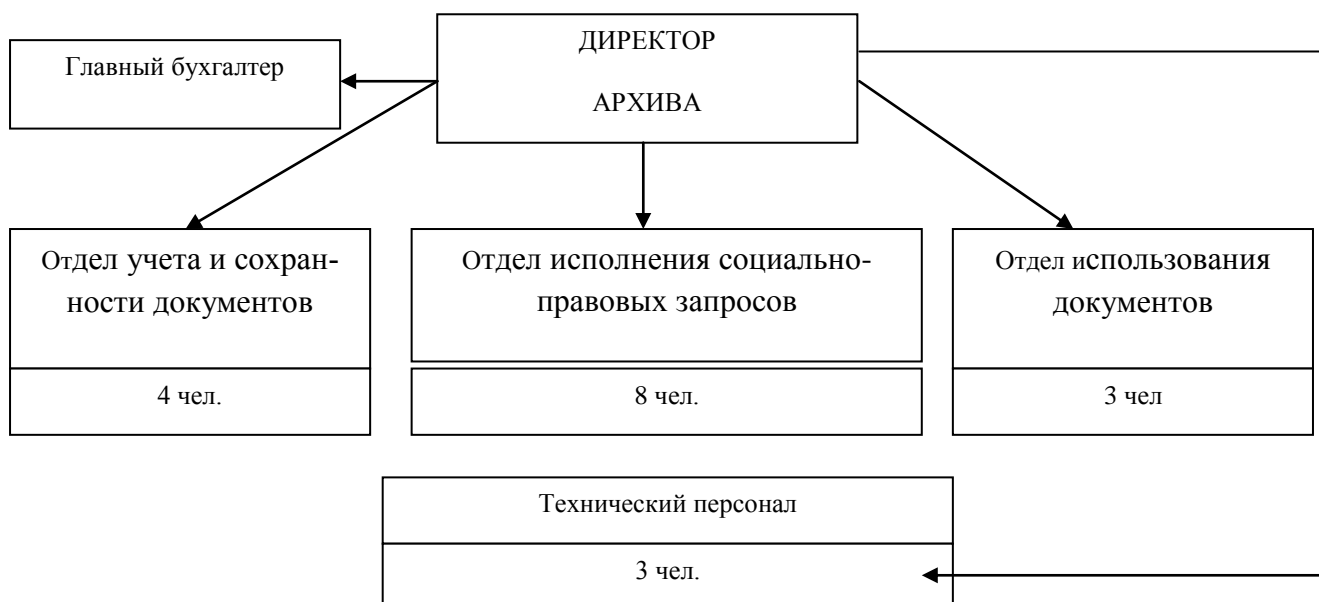 ДИРЕКТОР
АРХИВА
Главный бухгалтер
Отдел учета и сохран-
ности документов
4 чел.
Отдел исполнения социально-
правовых запросов
8 чел.
Отдел использования
документов
3 чел
Технический персонал
3 чел.